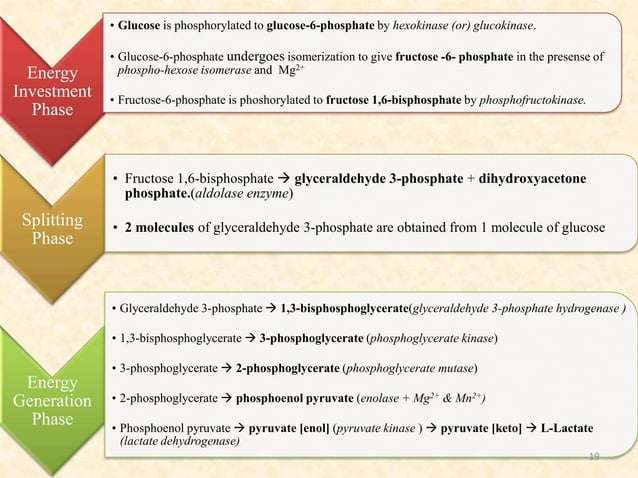 Energy
Investment
Phase
• Glucose is phosphorylated to glucose-6-phosphate by hexokinase (or) glucokinase.
• Glucose-6-phosphate undergoes isomerization to give fructose -6- phosphate in the presense of
phospho-hexose isomerase and Mg²⁺
• Fructose-6-phosphate is phoshorylated to fructose 1,6-bisphosphate by phosphofructokinase.
Splitting
Phase
• Fructose 1,6-bisphosphate → glyceraldehyde 3-phosphate + dihydroxyacetone
phosphate.(aldolase enzyme)
• 2 molecules of glyceraldehyde 3-phosphate are obtained from 1 molecule of glucose
Energy
Generation
Phase
• Glyceraldehyde 3-phosphate → 1,3-bisphosphoglycerate(glyceraldehyde 3-phosphate hydrogenase )
• 1,3-bisphosphoglycerate → 3-phosphoglycerate (phosphoglycerate kinase)
• 3-phosphoglycerate → 2-phosphoglycerate (phosphoglycerate mutase)
• 2-phosphoglycerate → phosphoenol pyruvate (enolase + Mg²⁺ & Mn²⁺)
• Phosphoenol pyruvate → pyruvate [enol] (pyruvate kinase ) → pyruvate [keto] → L-Lactate
(lactate dehydrogenase)
19